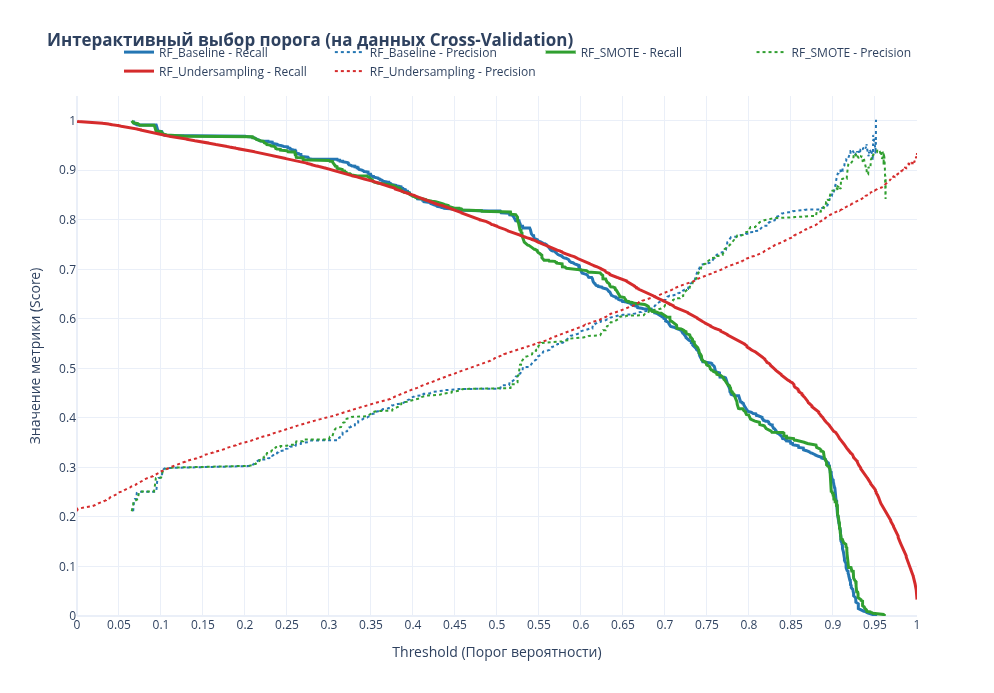 Интерактивный выбор порога (на данных Cross-Validation)
RF_Baseline - Recall RF_Baseline - Precision RF_SMOTE - Recall RF_SMOTE - Precision
RF_Undersampling - Recall RF_Undersampling - Precision
1
0.9
0.8
0.7
0.6
0.5
0.4
0.3
0.2
0.1
0
Значение метрики (Score)
0 0.05 0.1 0.15 0.2 0.25 0.3 0.35 0.4 0.45 0.5 0.55 0.6 0.65 0.7 0.75 0.8 0.85 0.9 0.95 1
Threshold (Порог вероятности)